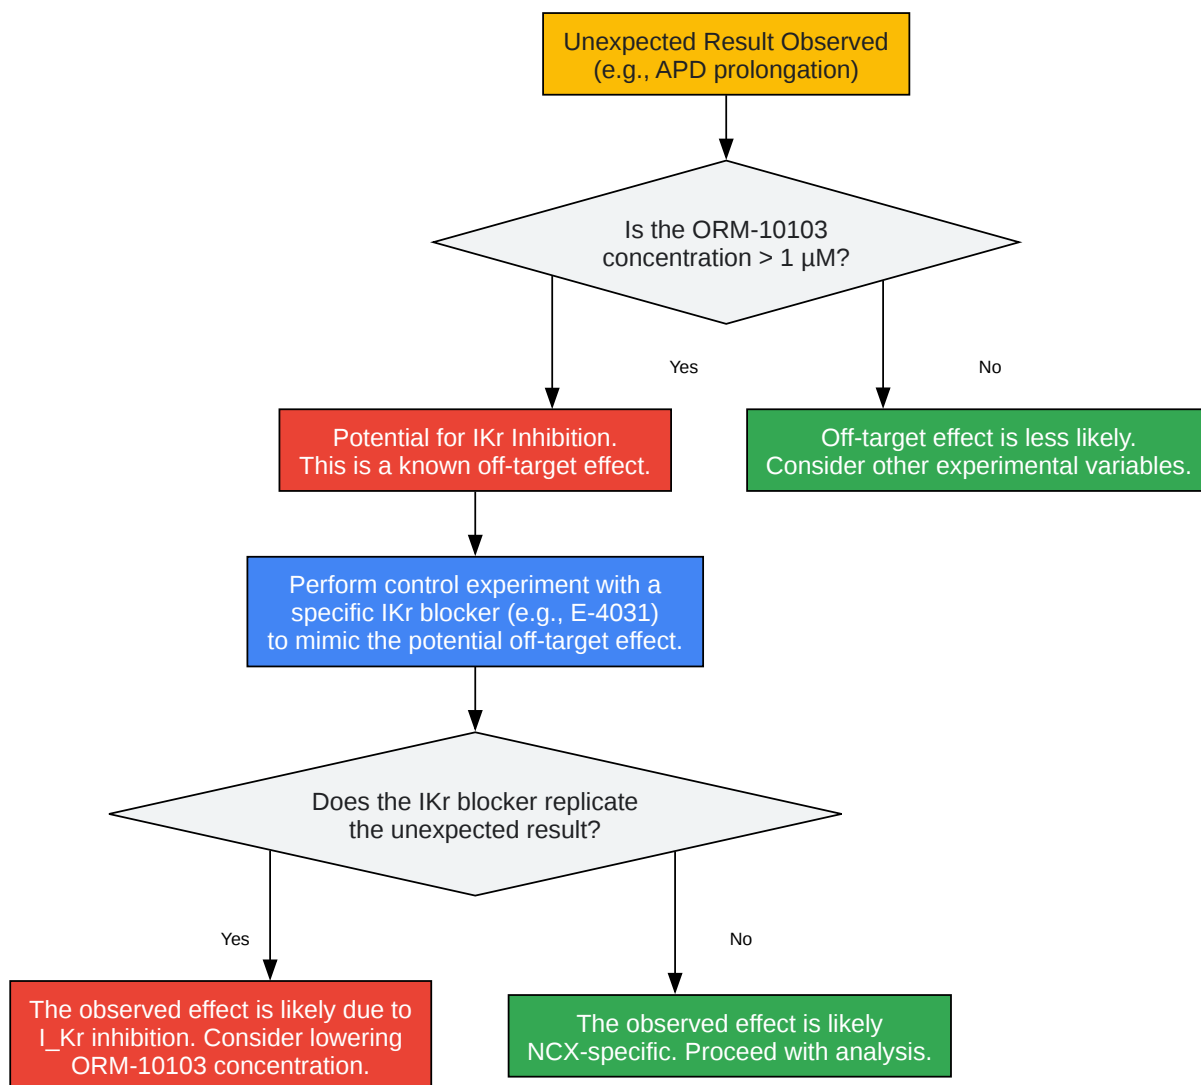 Unexpected Result Observed
(e.g., APD prolongation)
Is the ORM-10103
concentration > 1 µM?
Yes
No
Potential for IKr Inhibition.
This is a known off-target effect.
Off-target effect is less likely.
Consider other experimental variables.
Perform control experiment with a
specific IKr blocker (e.g., E-4031)
to mimic the potential off-target effect.
Does the IKr blocker replicate
the unexpected result?
Yes
No
The observed effect is likely due to
I_Kr inhibition. Consider lowering
ORM-10103 concentration.
The observed effect is likely
NCX-specific. Proceed with analysis.